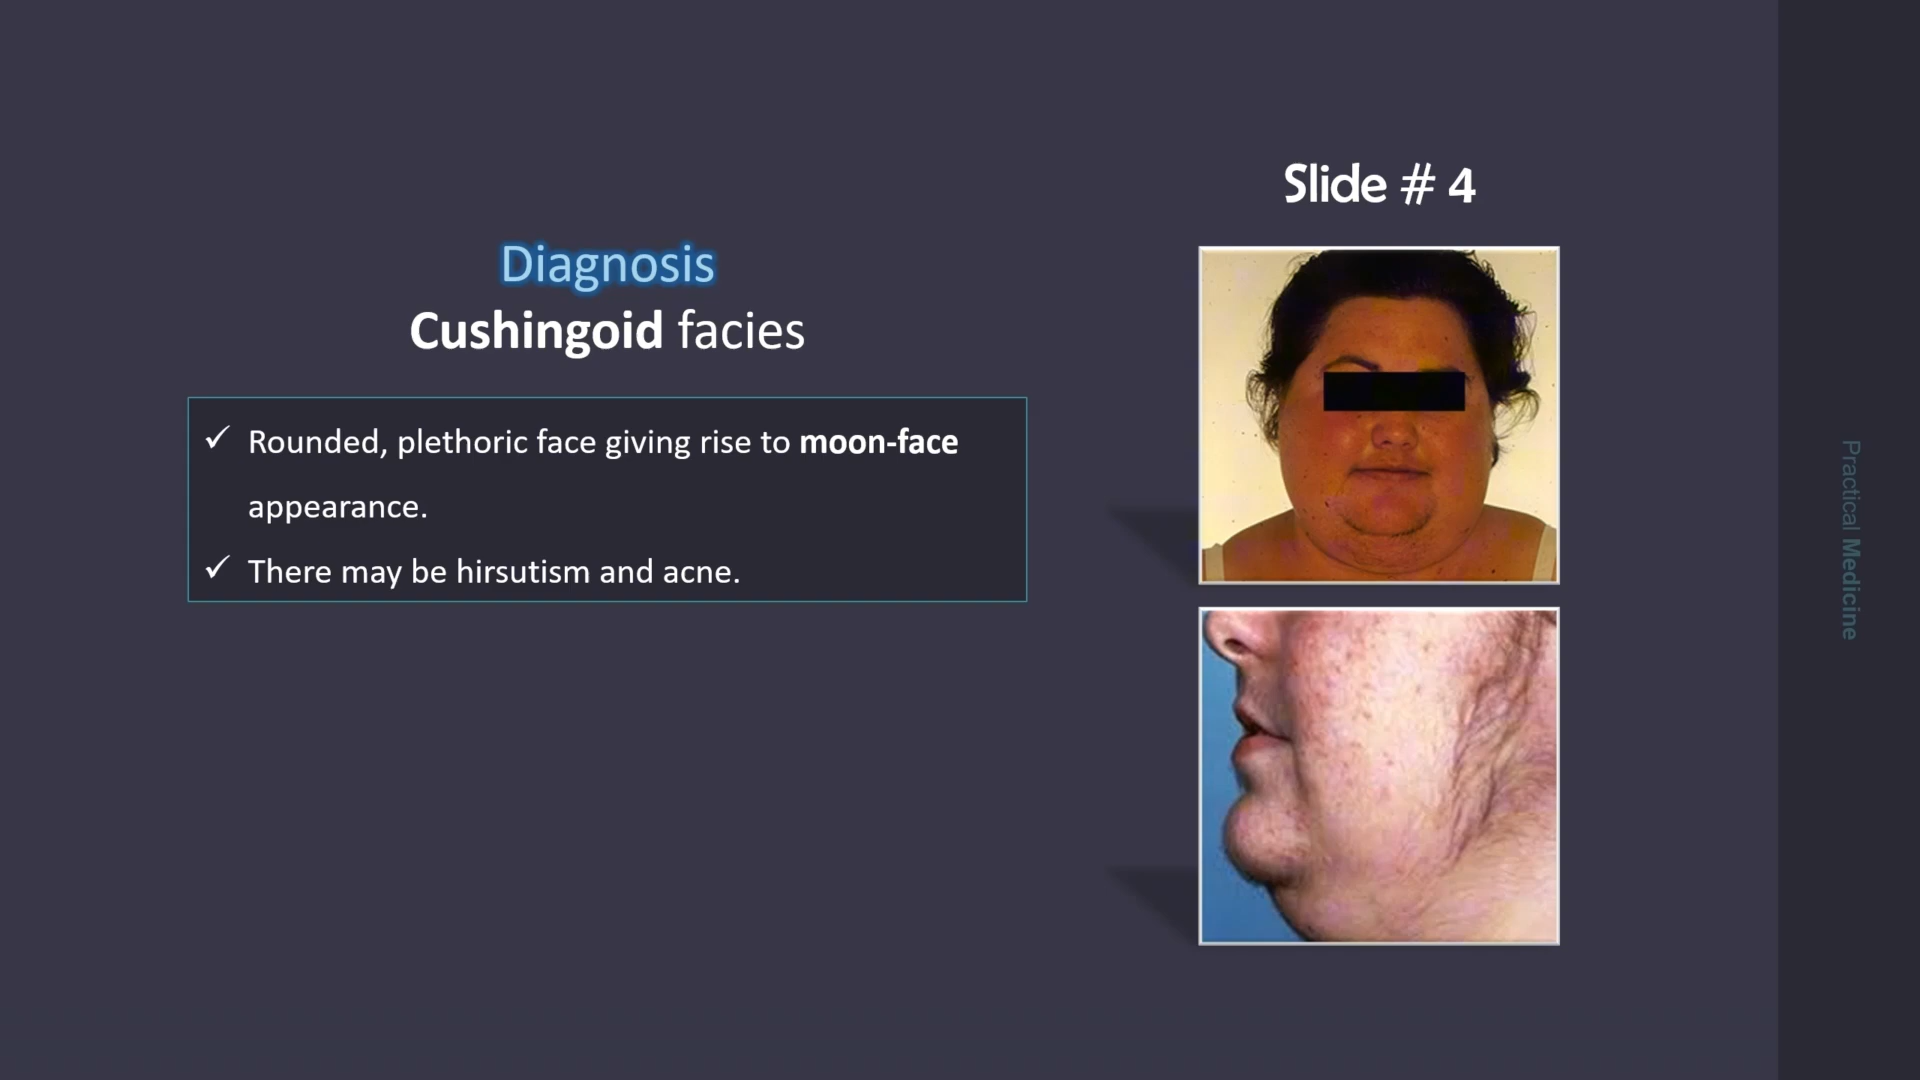 Slide # 4
Diagnosis
Cushingoid facies
✓ Rounded, plethoric face giving rise to moon-face
appearance.
✓ There may be hirsutism and acne.
Practical Medicine